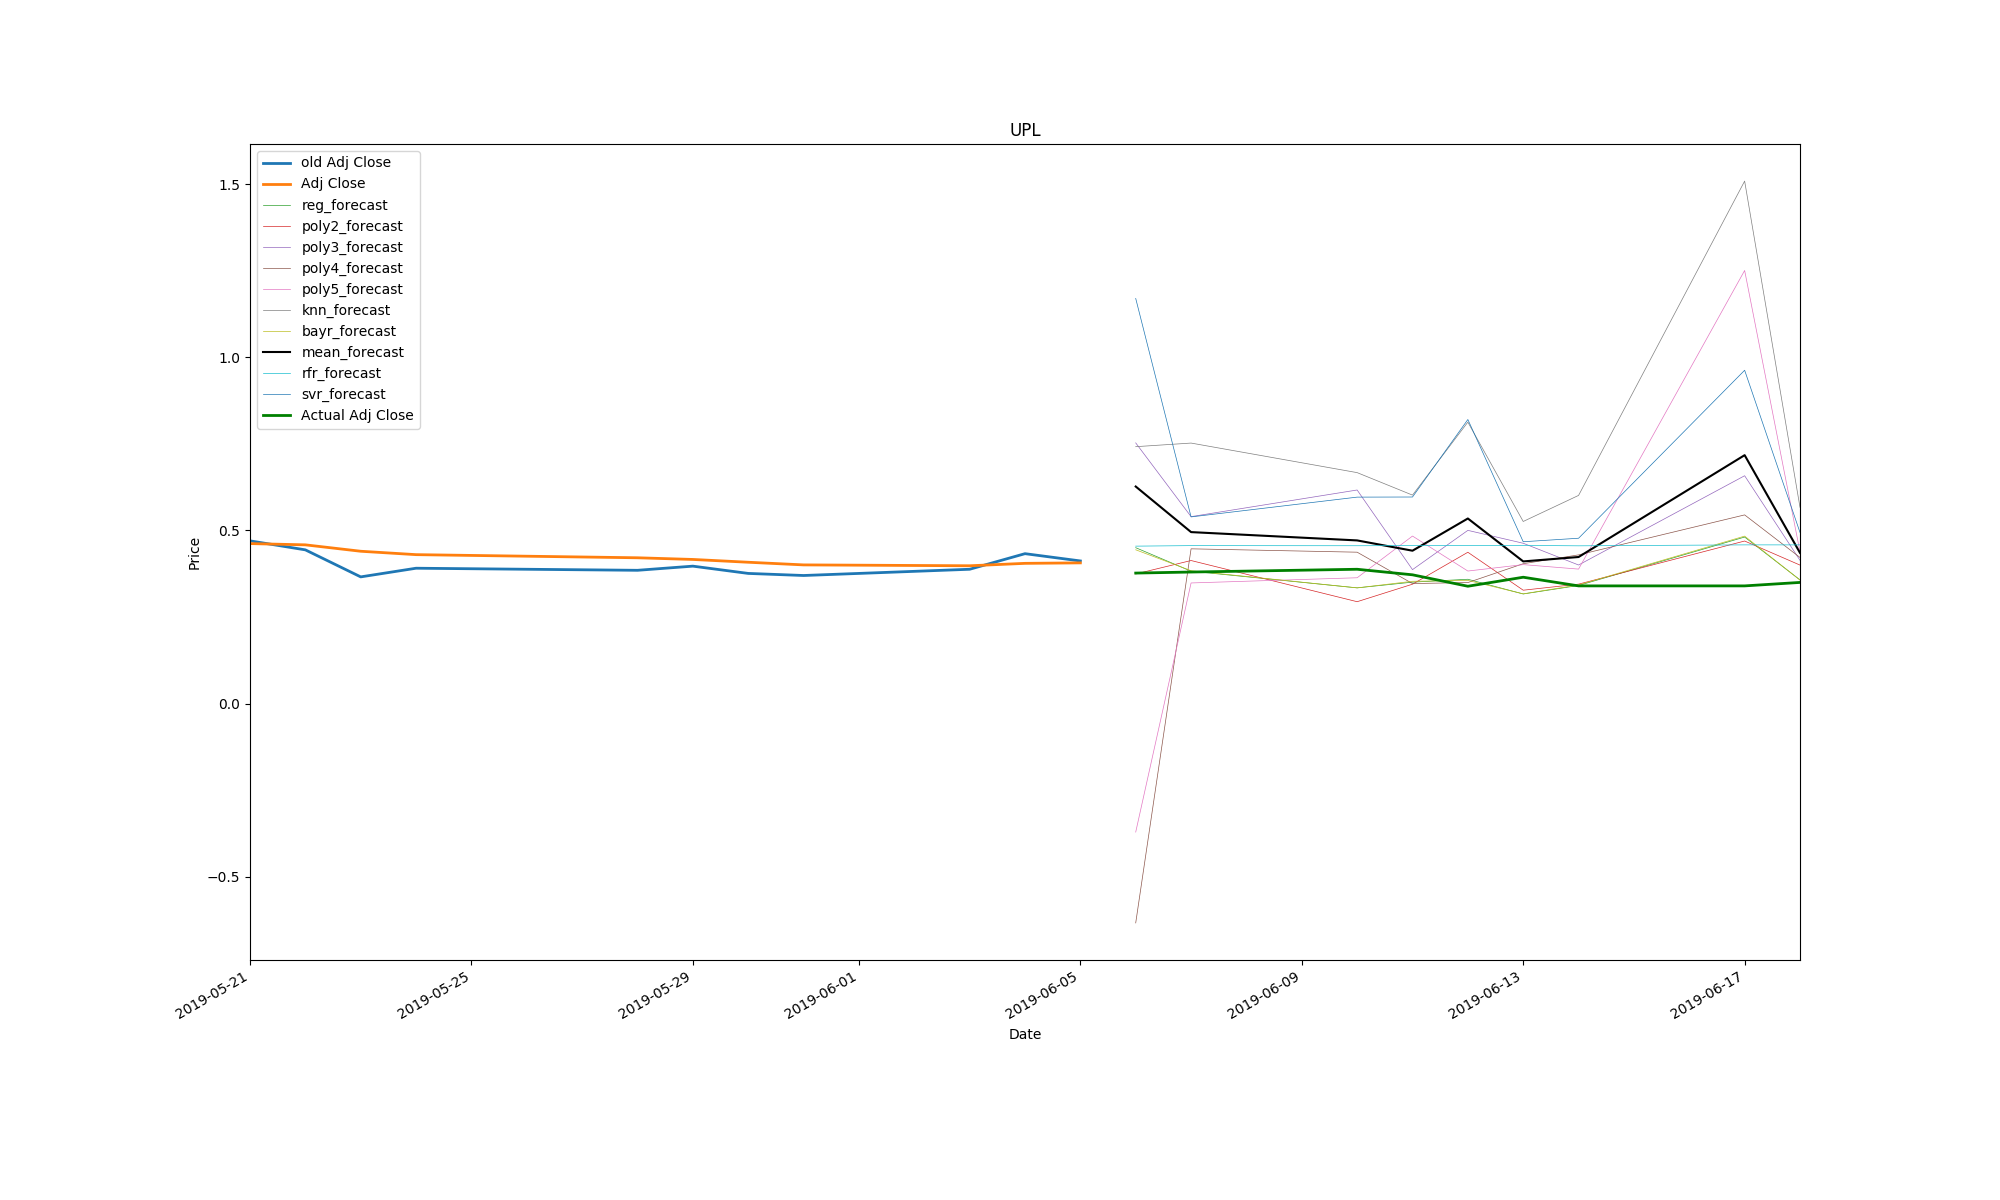 UPL
old Adj Close
Adj Close
reg_forecast
poly2_forecast
poly3_forecast
poly4_forecast
poly5_forecast
knn_forecast
bayr_forecast
mean_forecast
rfr_forecast
svr_forecast
Actual Adj Close
1.5
1.0
0.5
0.0
−0.5
Price
2019-05-21
2019-05-25
2019-05-29
2019-06-01
2019-06-05
2019-06-09
2019-06-13
2019-06-17
Date